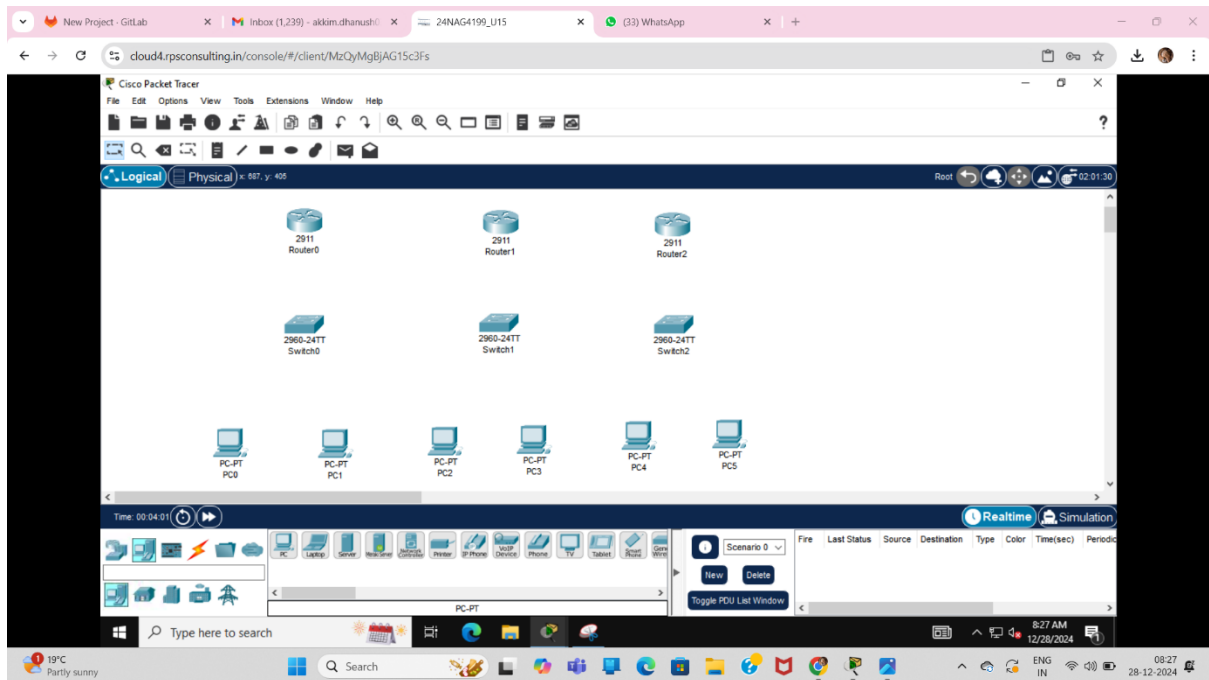 New Project · GitLab
Inbox (1,239) - akkim.dhanush
24NAG4199_U15
(33) WhatsApp
cloud4.rpsconsulting.in/console/#/client/MzQyMgBjAG15c3Fs
Cisco Packet Tracer
File Edit Options View Tools Extensions Window Help
Logical Physical x: 687, y: 405 Root 02:01:30
2911 2911 2911
Router0 Router1 Router2
2960-24TT 2960-24TT 2960-24TT
Switch0 Switch1 Switch2
PC-PT PC-PT PC-PT PC-PT PC-PT PC-PT
PC0 PC1 PC2 PC3 PC4 PC5
Time: 00:04:01 Realtime Simulation
PC Laptop Server Printer IP Phone VoIP Device Phone TV Tablet Smart Phone
PC-PT
Scenario 0
New Delete
Toggle PDU List Window
Fire Last Status Source Destination Type Color Time(sec) Periodic
Type here to search
8:27 AM
12/28/2024
1
19°C
Partly sunny
Search
ENG
IN
08:27
28-12-2024